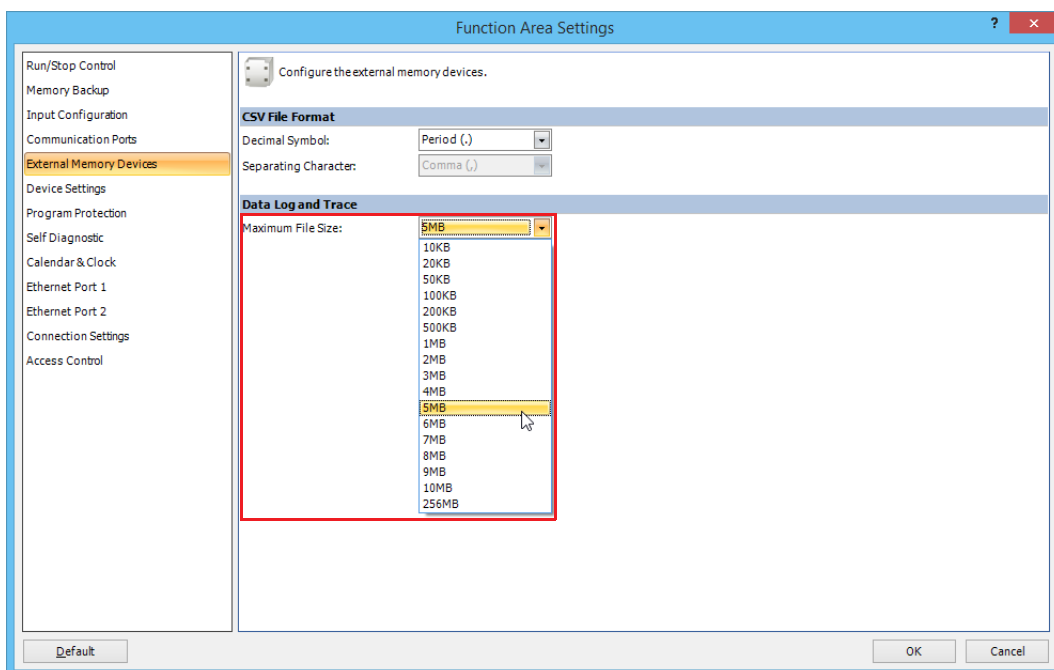 Function Area Settings
?
Run/Stop Control
Memory Backup
Input Configuration
Communication Ports
External Memory Devices
Device Settings
Program Protection
Self Diagnostic
Calendar & Clock
Ethernet Port 1
Ethernet Port 2
Connection Settings
Access Control
Configure the external memory devices.
CSV File Format
Decimal Symbol: Period (.)
Separating Character: Comma (,)
Data Log and Trace
Maximum File Size: 5MB
10KB
20KB
50KB
100KB
200KB
500KB
1MB
2MB
3MB
4MB
5MB
6MB
7MB
8MB
9MB
10MB
256MB
Default
OK
Cancel